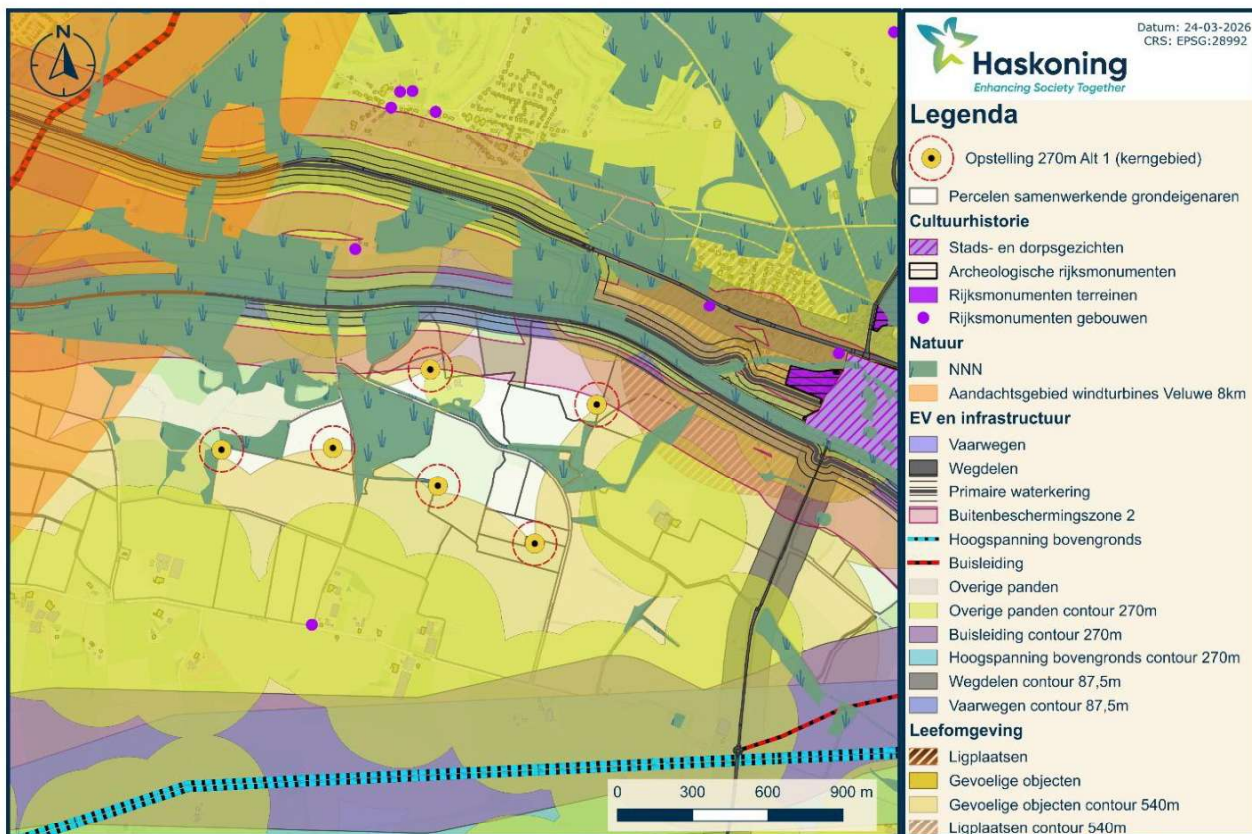 N
Datum: 24-03-2026
CRS: EPSG:28992
Haskoning
Enhancing Society Together
Legenda
Opstelling 270m Alt 1 (kerngebied)
Percelen samenwerkende grondeigenaren
Cultuurhistorie
Stads- en dorpsgezichten
Archeologische rijksmonumenten
Rijksmonumenten terreinen
Rijksmonumenten gebouwen
Natuur
NNN
Aandachtsgebied windturbines Veluwe 8km
EV en infrastructuur
Vaarwegen
Wegdelen
Primaire waterkering
Buitenbeschermingszone 2
Hoogspanning bovengronds
Buisleiding
Overige panden
Overige panden contour 270m
Buisleiding contour 270m
Hoogspanning bovengronds contour 270m
Wegdelen contour 87,5m
Vaarwegen contour 87,5m
Leefomgeving
Ligplaatsen
Gevoelige objecten
Gevoelige objecten contour 540m
Ligplaatsen contour 540m
0 300 600 900 m